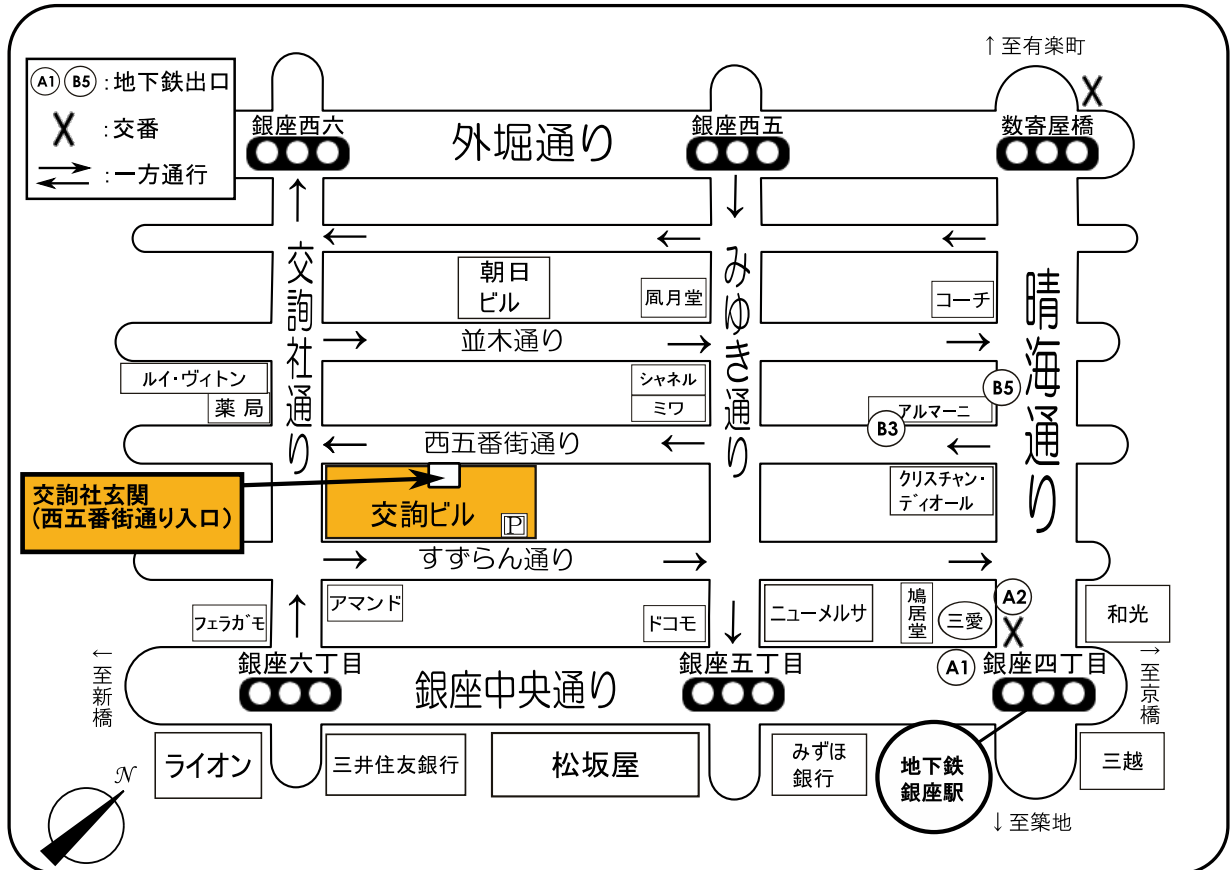 ↑至有楽町
A1 B5 : 地下鉄出口
X : 交番
: 一方通行
銀座西六
外堀通り
銀座西五
数寄屋橋
交詢社通り
みゆき通り
晴海通り
朝日
ビル
凮月堂
コーチ
並木通り
ルイ・ヴィトン
薬局
シャネル
ミワ
B5
アルマーニ
B3
西五番街通り
交詢社玄関
(西五番街通り入口)
交詢ビル
P
クリスチャン・
ディオール
すずらん通り
フェラガモ
アマンド
ドコモ
ニューメルサ
鳩居堂
三愛
A2
和光
←至新橋
銀座六丁目
銀座中央通り
銀座五丁目
A1
銀座四丁目
→至京橋
ライオン
三井住友銀行
松坂屋
みずほ
銀行
地下鉄
銀座駅
三越
N
↓至築地